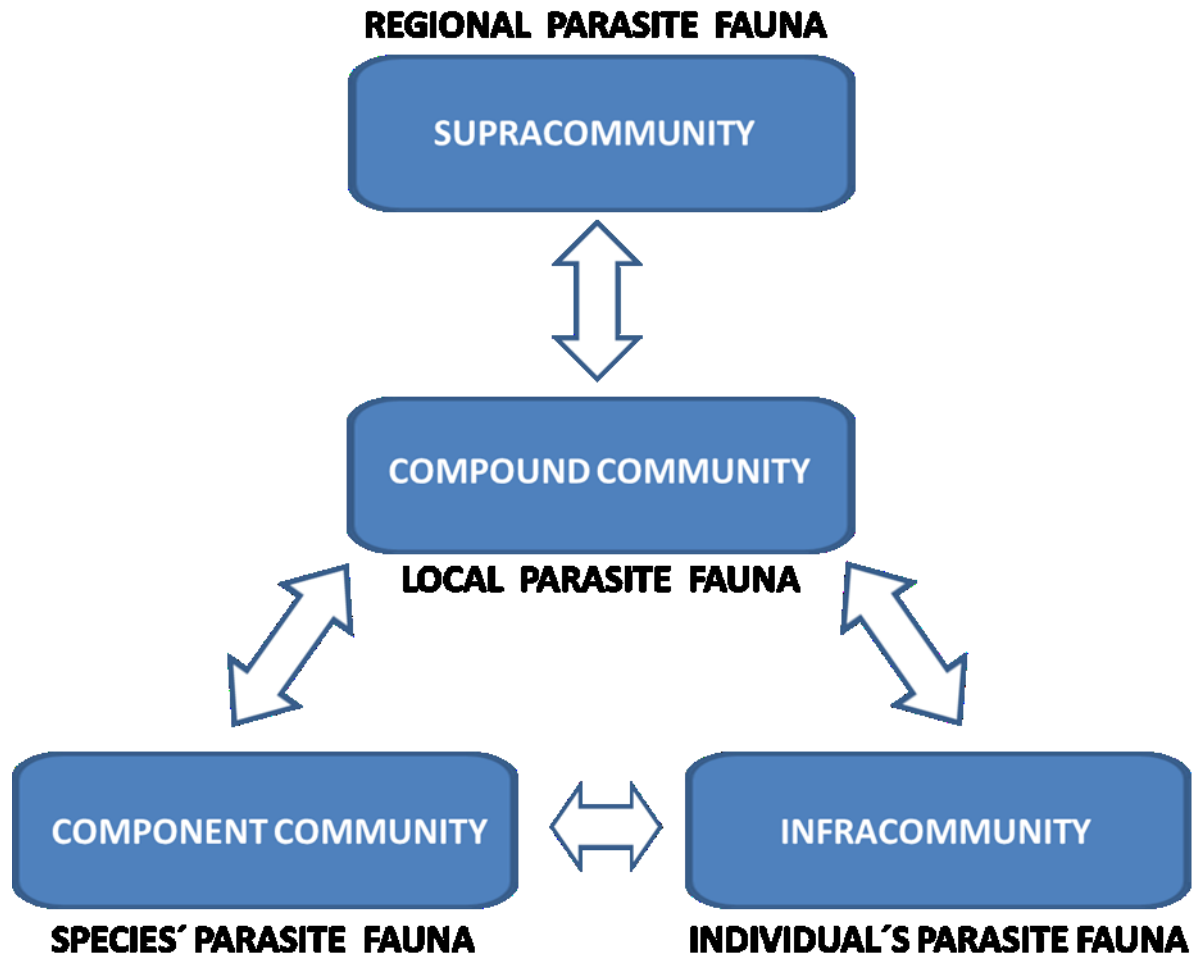 REGIONAL PARASITE FAUNA
SUPRACOMMUNITY
COMPOUND COMMUNITY
LOCAL PARASITE FAUNA
COMPONENT COMMUNITY
INFRACOMMUNITY
SPECIES´ PARASITE FAUNA
INDIVIDUAL´S PARASITE FAUNA